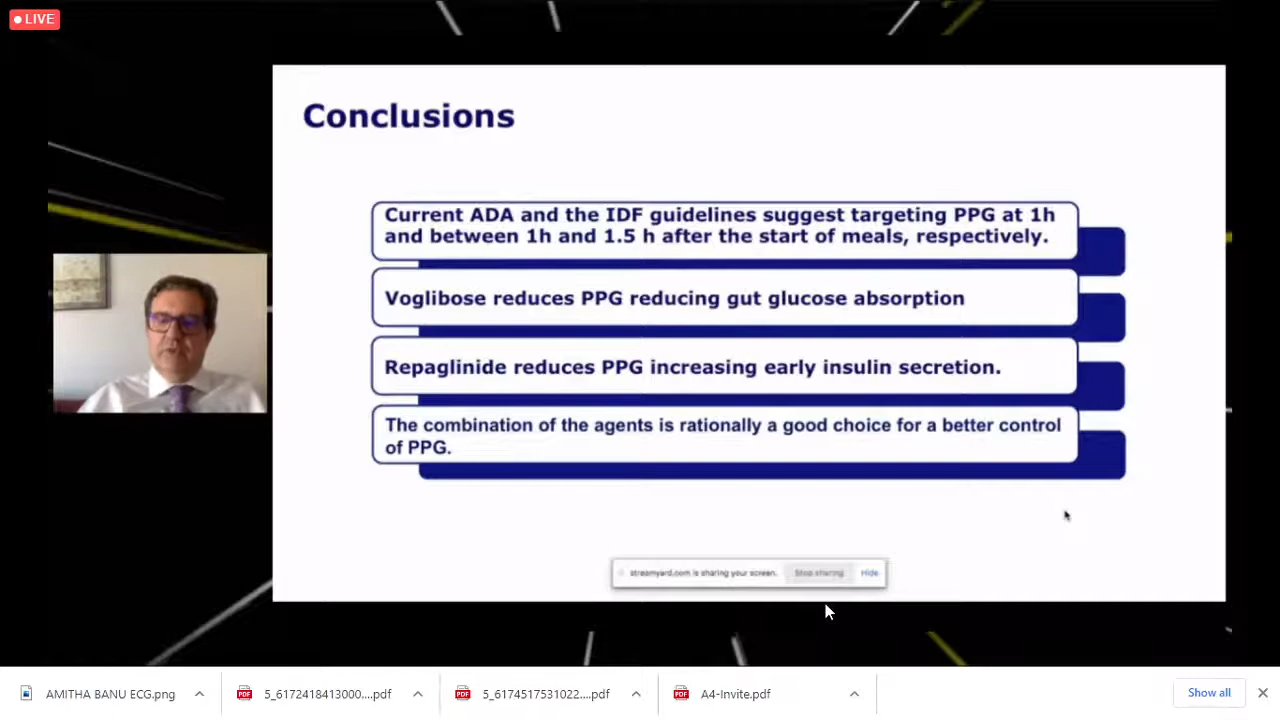 LIVE
Conclusions
Current ADA and the IDF guidelines suggest targeting PPG at 1h
and between 1h and 1.5 h after the start of meals, respectively.
Voglibose reduces PPG reducing gut glucose absorption
Repaglinide reduces PPG increasing early insulin secretion.
The combination of the agents is rationally a good choice for a better control
of PPG.
streamyard.com is sharing your screen. Stop sharing Hide
AMITHA BANU ECG.png
PDF 5_6172418413000....pdf
PDF 5_6174517531022....pdf
PDF A4-Invite.pdf
Show all